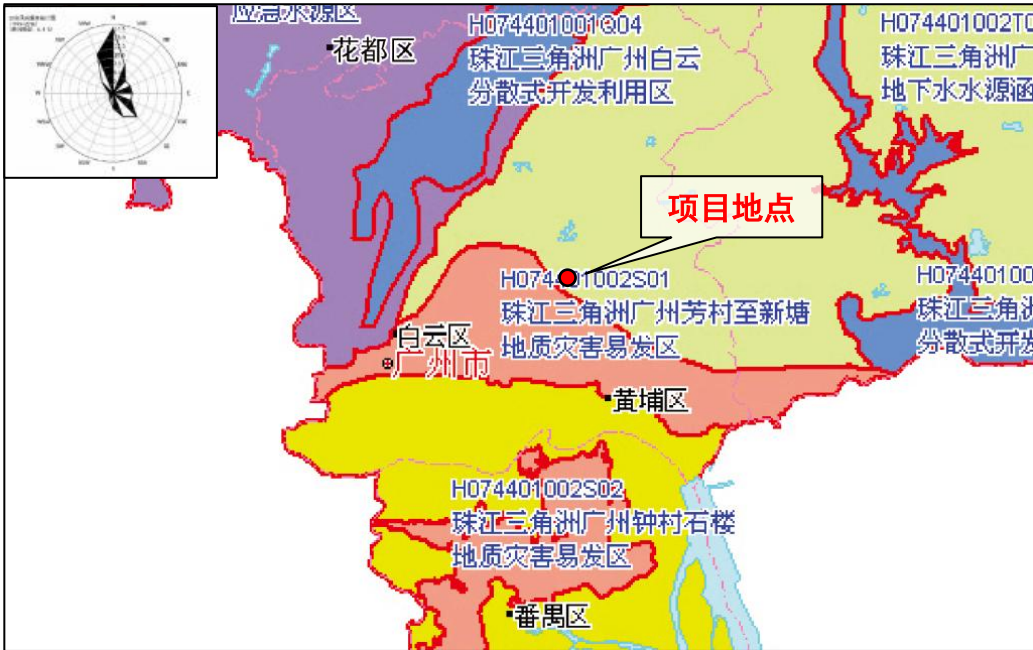 应急水源区
花都区
H074401001Q04
珠江三角洲广州白云
分散式开发利用区
H074401002T0
珠江三角洲广
地下水水源涵
项目地点
H074401002S01
珠江三角洲广州芳村至新塘
地质灾害易发区
H07440100
珠江三角洲
分散式开发
白云区
广州市
黄埔区
H074401002S02
珠江三角洲广州钟村石楼
地质灾害易发区
番禺区